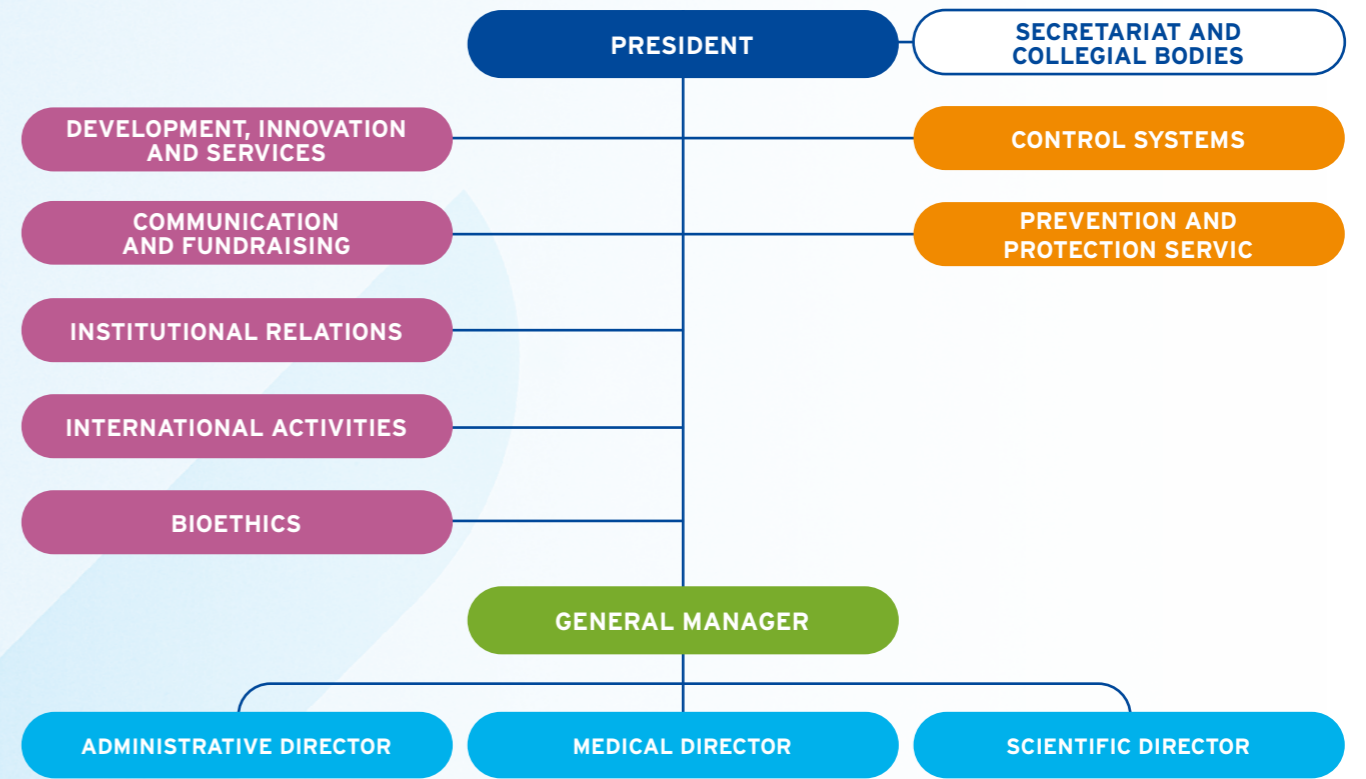 PRESIDENT
SECRETARIAT AND
COLLEGIAL BODIES
DEVELOPMENT, INNOVATION
AND SERVICES
CONTROL SYSTEMS
COMMUNICATION
AND FUNDRAISING
PREVENTION AND
PROTECTION SERVIC
INSTITUTIONAL RELATIONS
INTERNATIONAL ACTIVITIES
BIOETHICS
GENERAL MANAGER
ADMINISTRATIVE DIRECTOR
MEDICAL DIRECTOR
SCIENTIFIC DIRECTOR